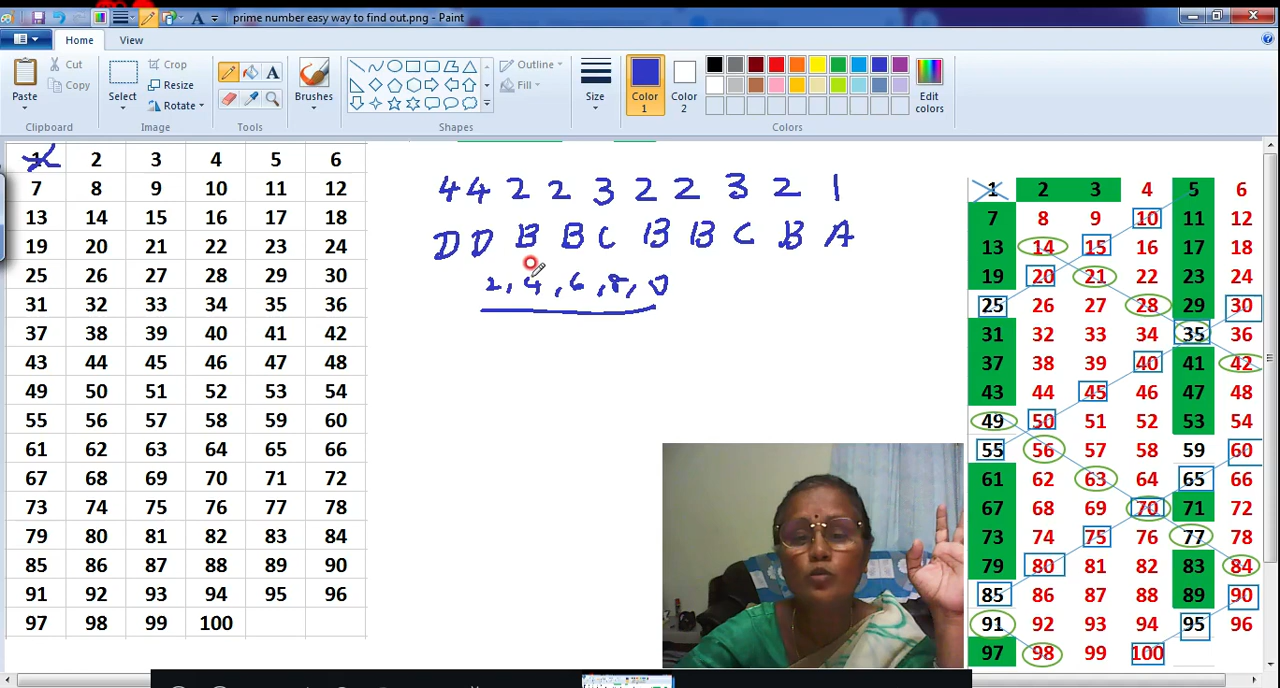 prime number easy way to find out.png - Paint
Home View
Paste
Cut
Copy
Select
Crop
Resize
Rotate
Brushes
Outline
Fill
Size
Color 1
Color 2
Edit colors
Clipboard Image Tools Shapes Colors
1 2 3 4 5 6
7 8 9 10 11 12
13 14 15 16 17 18
19 20 21 22 23 24
25 26 27 28 29 30
31 32 33 34 35 36
37 38 39 40 41 42
43 44 45 46 47 48
49 50 51 52 53 54
55 56 57 58 59 60
61 62 63 64 65 66
67 68 69 70 71 72
73 74 75 76 77 78
79 80 81 82 83 84
85 86 87 88 89 90
91 92 93 94 95 96
97 98 99 100
4 4 2 2 3 2 2 3 2 1
D D B B C B B C B A
2, 4, 6, 8, 0
1 2 3 4 5 6
7 8 9 10 11 12
13 14 15 16 17 18
19 20 21 22 23 24
25 26 27 28 29 30
31 32 33 34 35 36
37 38 39 40 41 42
43 44 45 46 47 48
49 50 51 52 53 54
55 56 57 58 59 60
61 62 63 64 65 66
67 68 69 70 71 72
73 74 75 76 77 78
79 80 81 82 83 84
85 86 87 88 89 90
91 92 93 94 95 96
97 98 99 100